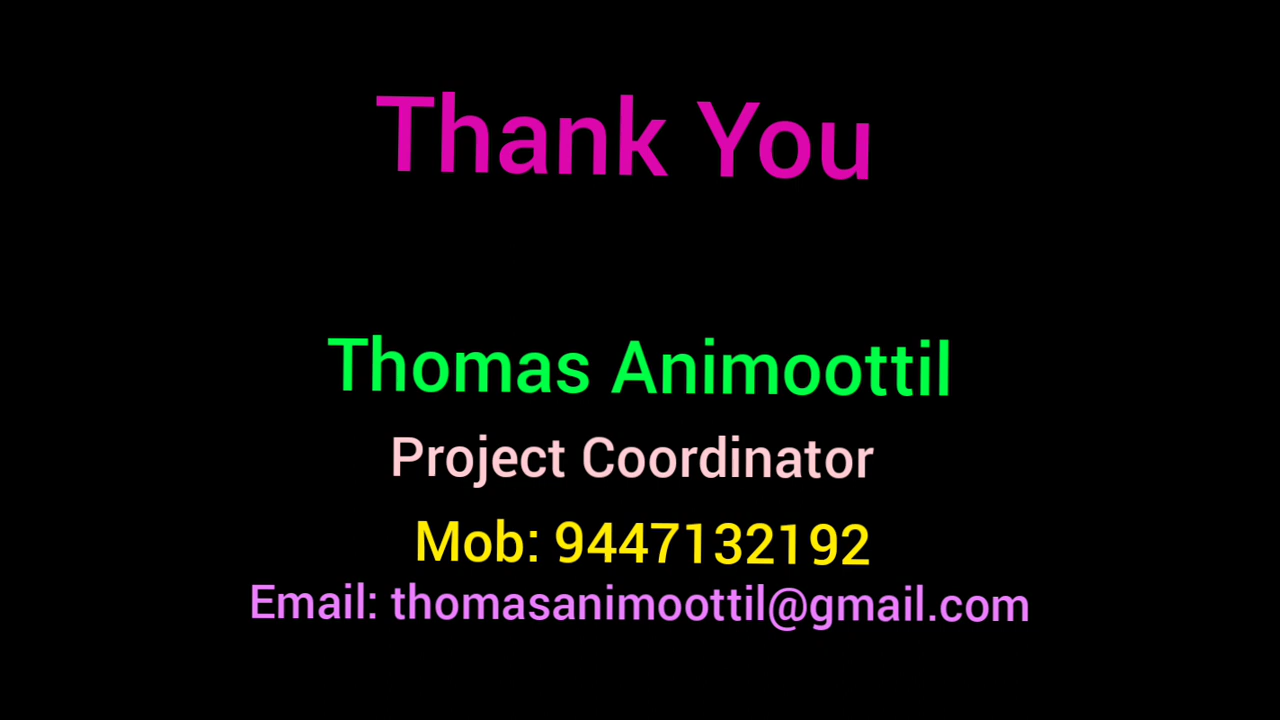 Thank You
Thomas Animoottil
Project Coordinator
Mob: 9447132192
Email: thomasanimoottil@gmail.com